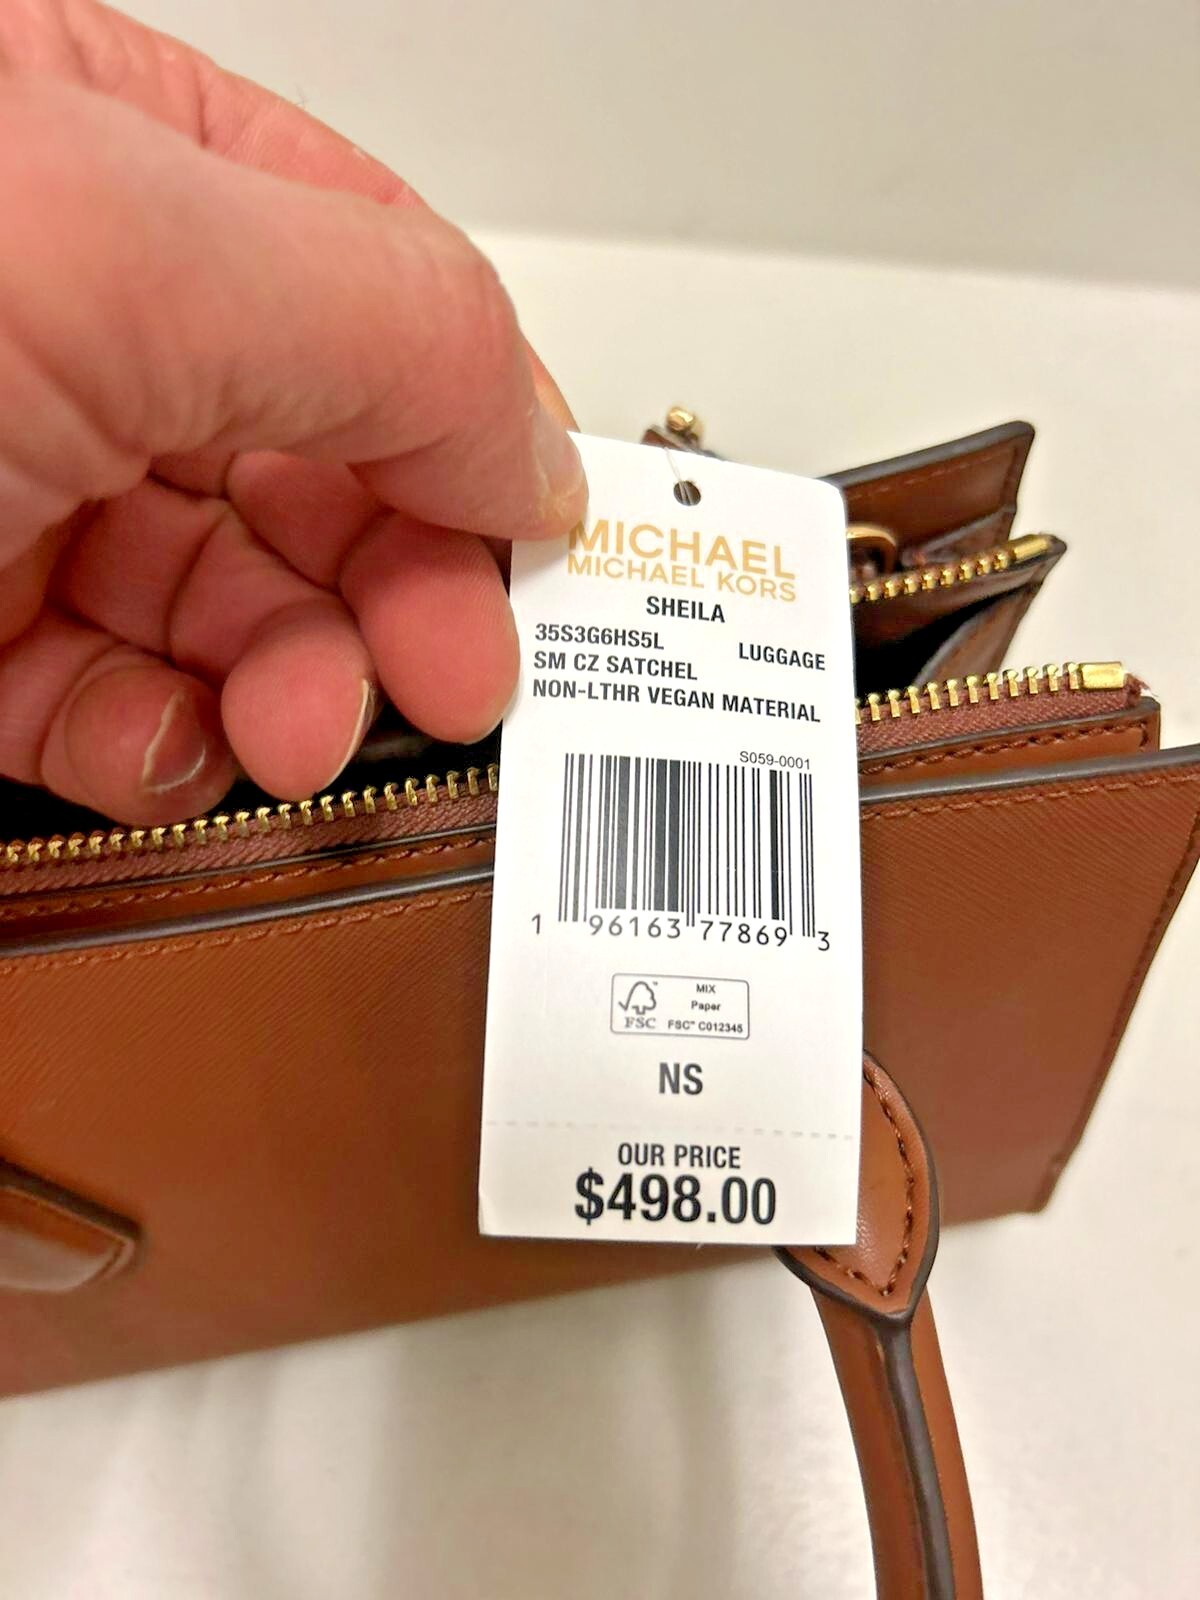 MICHAEL
MICHAEL KORS
SHEILA
35S3G6HS5L LUGGAGE
SM CZ SATCHEL
NON-LTHR VEGAN MATERIAL
S059-0001
1 96163 77869 3
FSC
MIX
Paper
FSC™ C012345
NS
OUR PRICE
$498.00